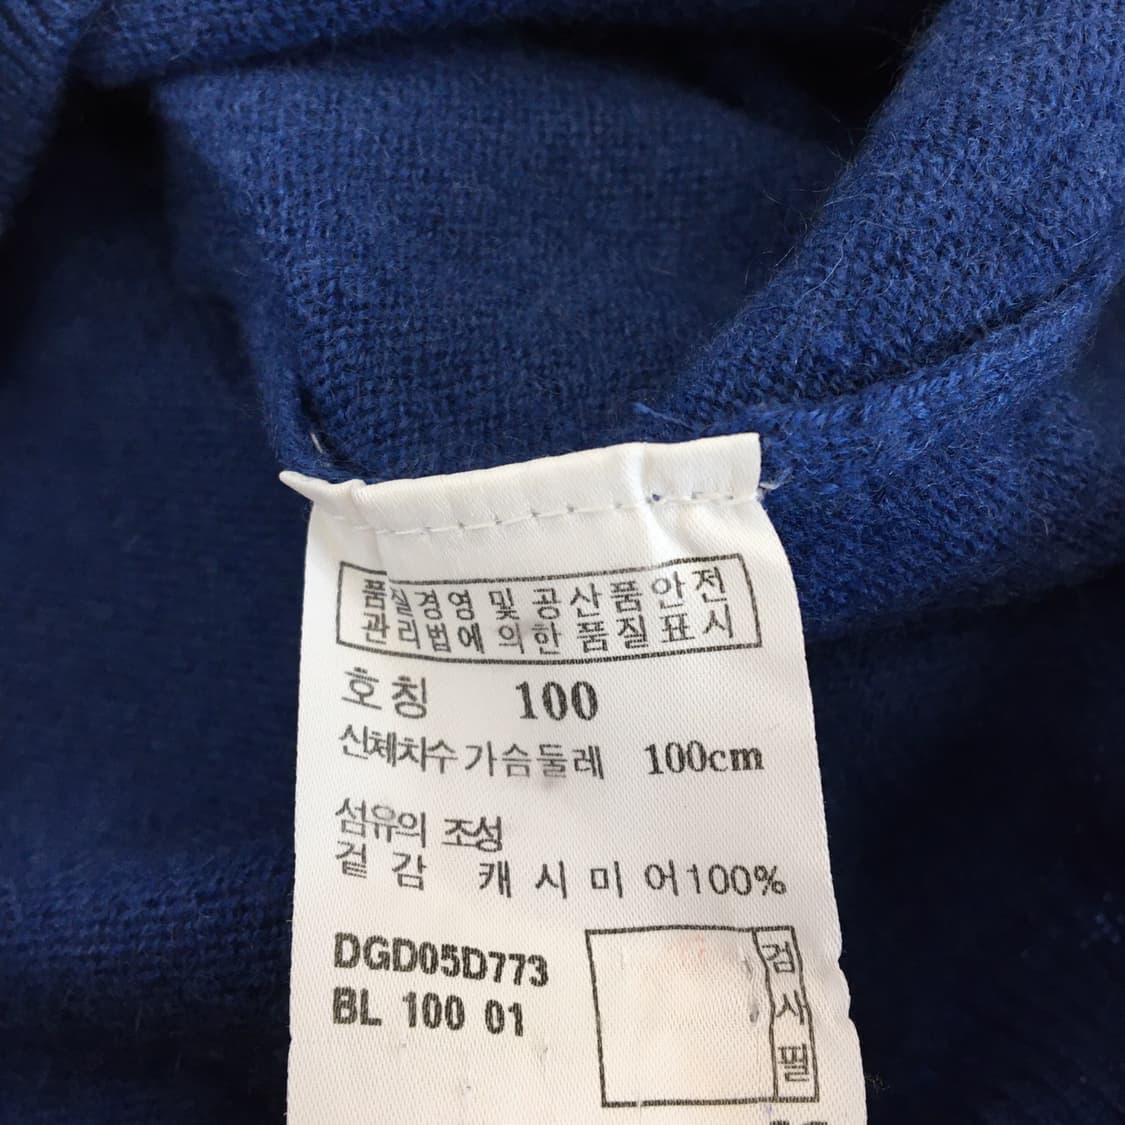 품질경영 및 공산품안전
관리법에 의한 품질표시
호칭 100
신체치수 가슴둘레 100cm
섬유의 조성
겉감 캐시미어100%
DGD05D773
BL 100 01
검사필